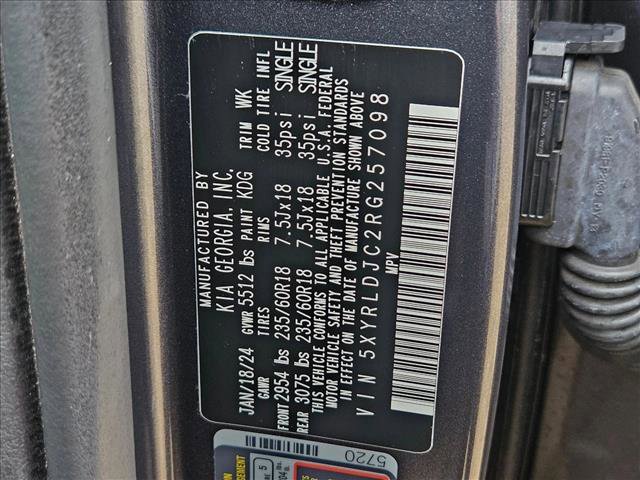 MANUFACTURED BY
KIA GEORGIA, INC.
JAN/18/24 GVWR 5512 lbs PAINT KDG TRIM WK
GAWR TIRES RIMS COLD TIRE INFL
FRONT 2954 lbs 235/60R18 7.5Jx18 35psi SINGLE
REAR 3075 lbs 235/60R18 7.5Jx18 35psi SINGLE
THIS VEHICLE CONFORMS TO ALL APPLICABLE U.S.A. FEDERAL
MOTOR VEHICLE SAFETY AND THEFT PREVENTION STANDARDS
IN EFFECT ON THE DATE OF MANUFACTURE SHOWN ABOVE
VIN 5XYRLDJC2RG257098
MPV
5720
5